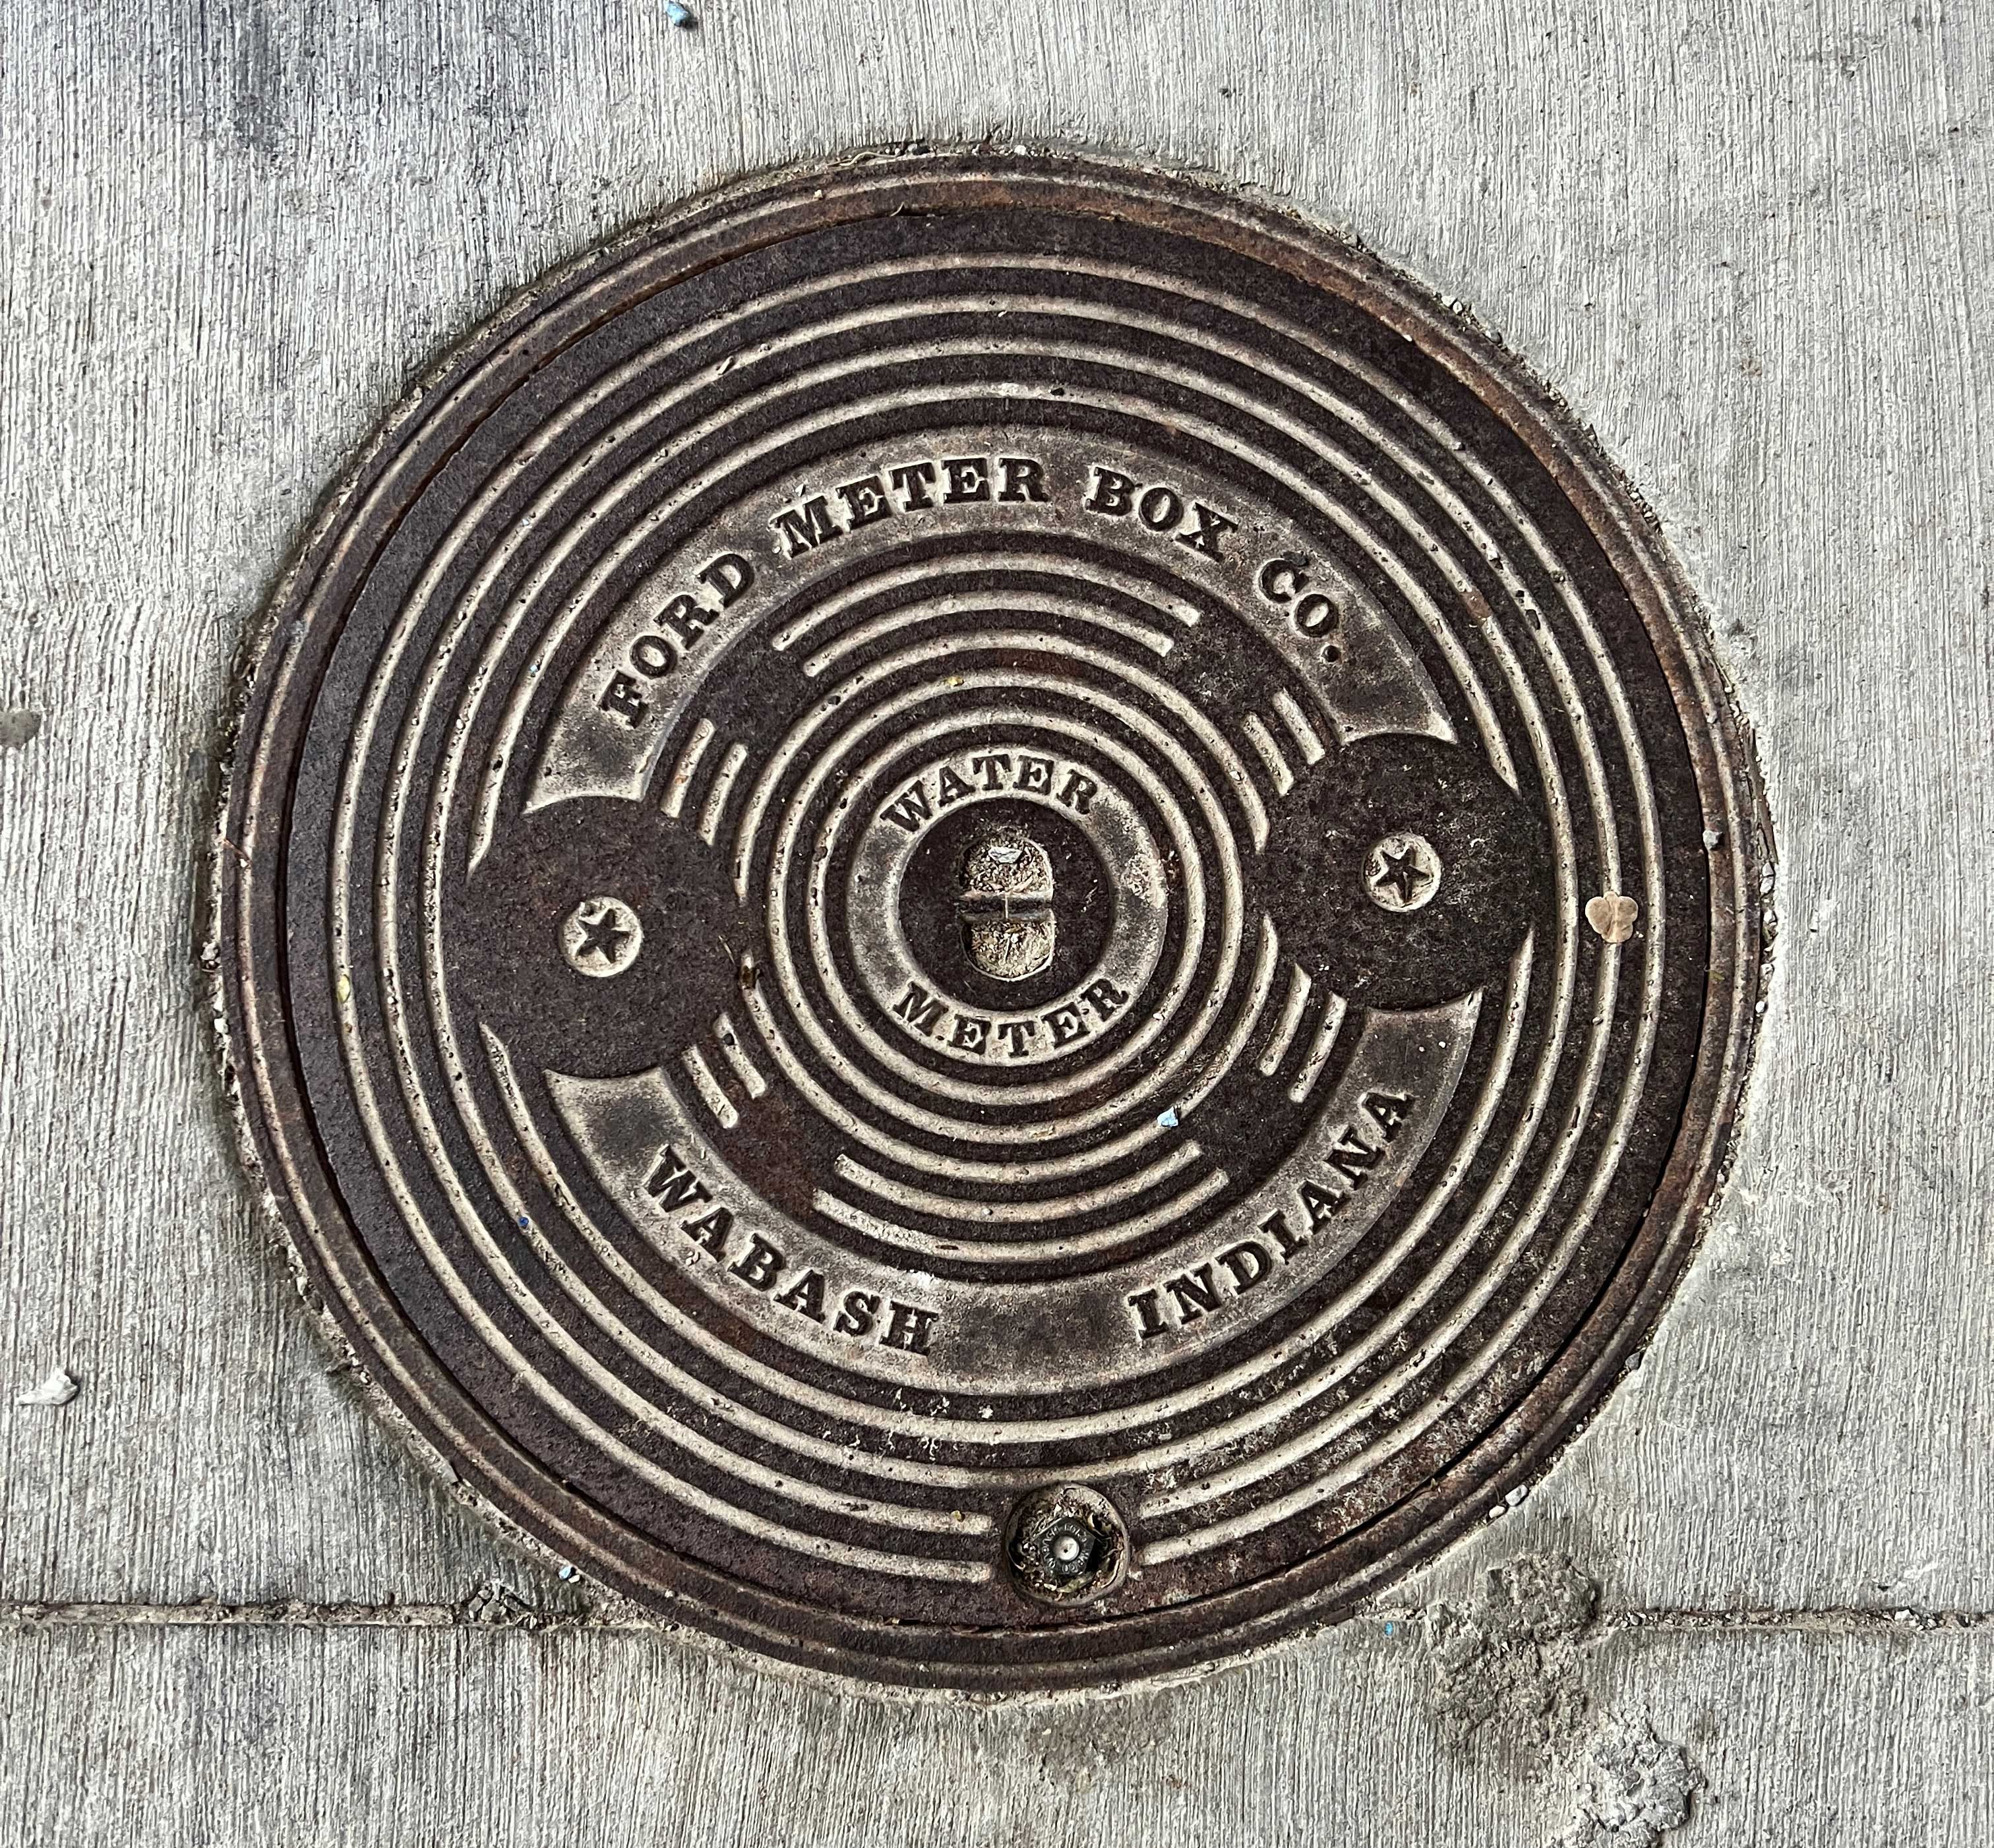 FORD METER BOX CO.
WATER
METER
WABASH INDIANA